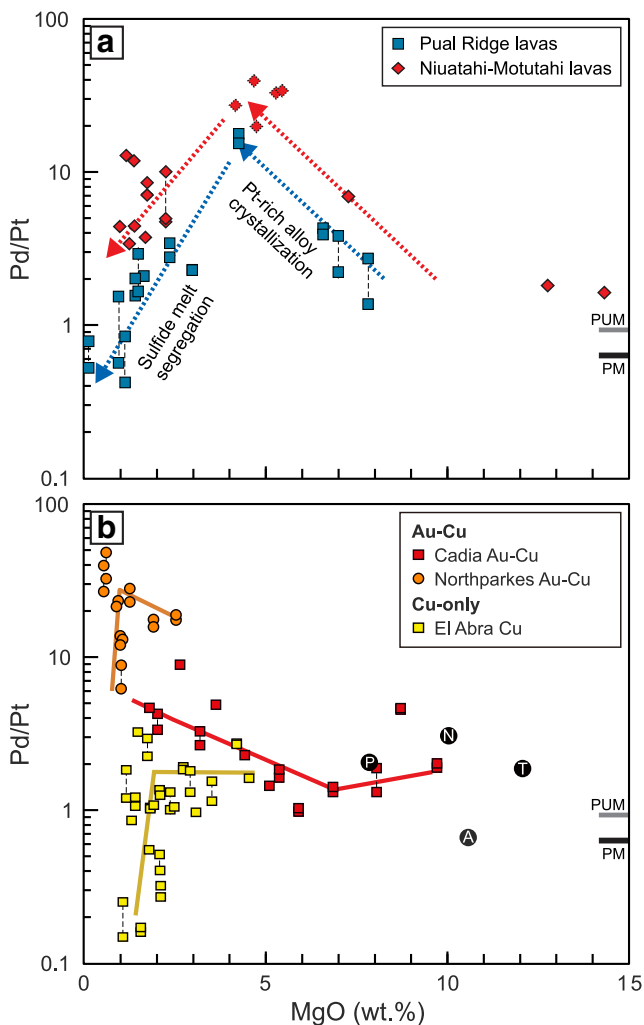 a
Pual Ridge lavas
Niuatahi-Motutahi lavas
100
10
1
0.1
Pd/Pt
Pt-rich alloy
crystallization
Sulfide melt
segregation
PUM
PM
b
Au-Cu
Cadia Au-Cu
Northparkes Au-Cu
Cu-only
El Abra Cu
100
10
1
0.1
Pd/Pt
P
N
T
A
PUM
PM
0 5 10 15
MgO (wt.%)